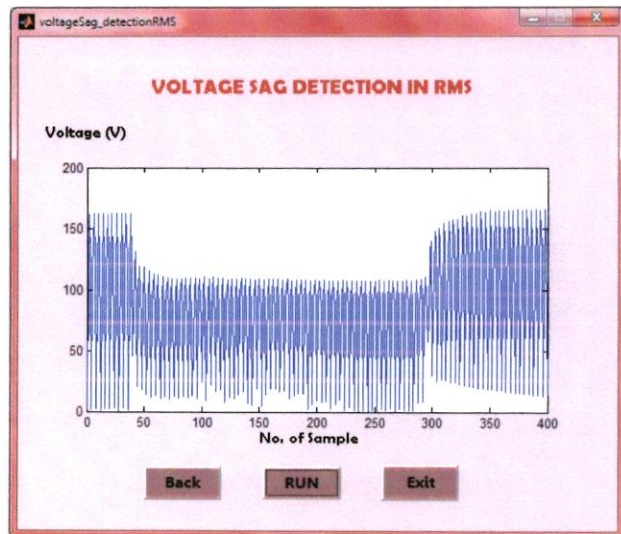 voltageSag_detectionRMS
VOLTAGE SAG DETECTION IN RMS
Voltage (V)
200
150
100
50
0
0 50 100 150 200 250 300 350 400
No. of Sample
Back RUN Exit